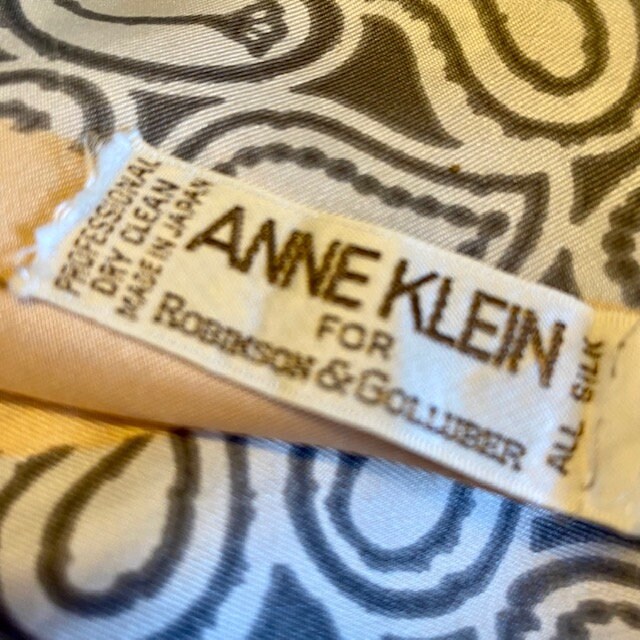 PROFESSIONAL
DRY CLEAN
MADE IN JAPAN
ANNE KLEIN
FOR
ROBINSON & GOLLUBER
ALL SILK